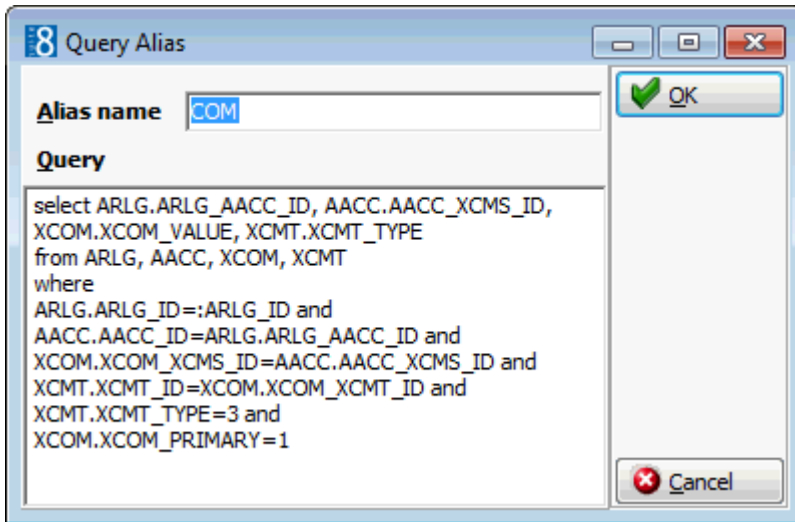 8 Query Alias
Alias name COM
OK
Query
select ARLG.ARLG_AACC_ID, AACC.AACC_XCMS_ID,
XCOM.XCOM_VALUE, XCMT.XCMT_TYPE
from ARLG, AACC, XCOM, XCMT
where
ARLG.ARLG_ID=:ARLG_ID and
AACC.AACC_ID=ARLG.ARLG_AACC_ID and
XCOM.XCOM_XCMS_ID=AACC.AACC_XCMS_ID and
XCMT.XCMT_ID=XCOM.XCOM_XCMT_ID and
XCMT.XCMT_TYPE=3 and
XCOM.XCOM_PRIMARY=1
Cancel